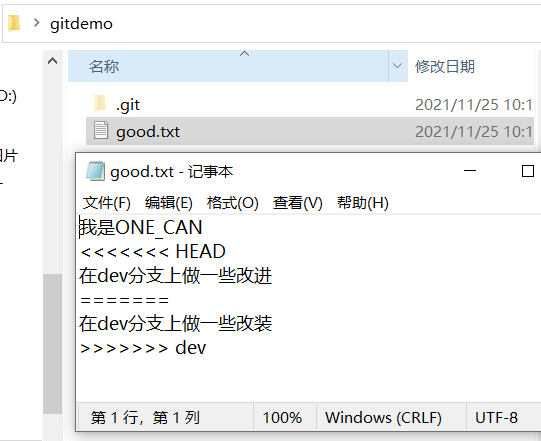 gitdemo
名称
修改日期
.git
2021/11/25 10:1
good.txt
2021/11/25 10:1
good.txt - 记事本
文件(F) 编辑(E) 格式(O) 查看(V) 帮助(H)
我是ONE_CAN
<<<<<<< HEAD
在dev分支上做一些改进
=======
在dev分支上做一些改装
>>>>>>> dev
第 1 行，第 1 列
100%
Windows (CRLF)
UTF-8